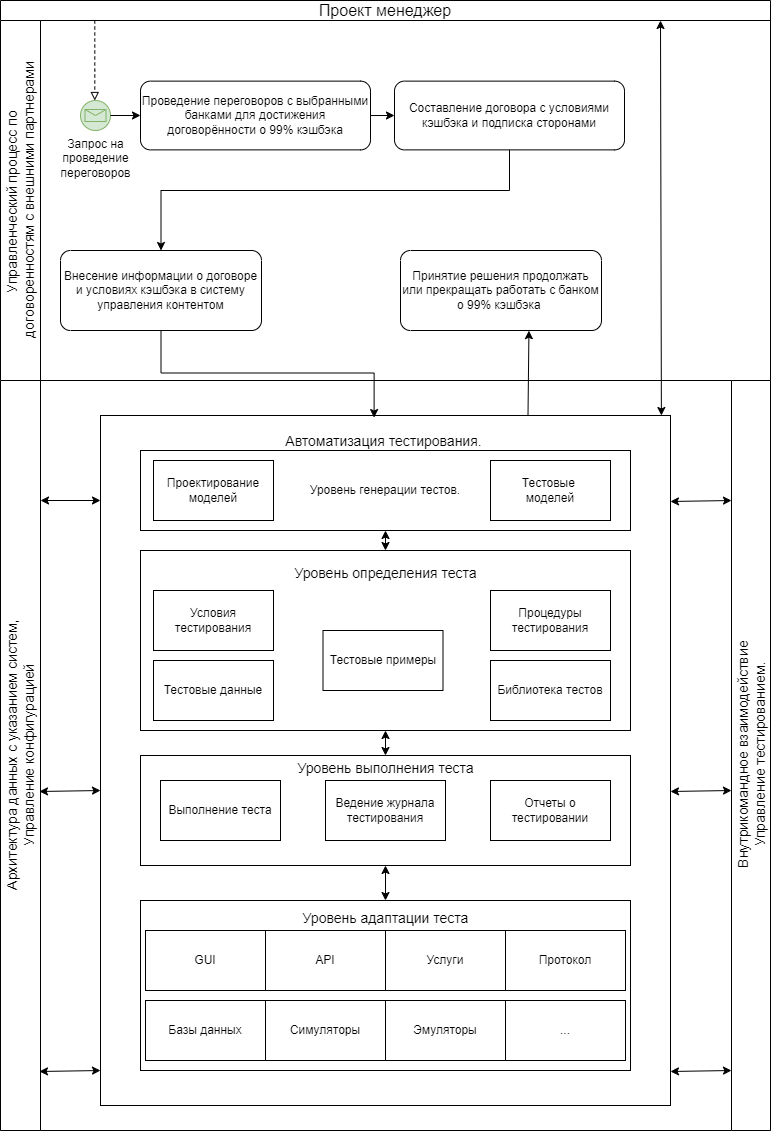 Проект менеджер
Управленческий процесс по
договоренностям с внешними партнерами
Запрос на
проведение
переговоров
Проведение переговоров с выбранными
банками для достижения
договорённости о 99% кэшбэка
Составление договора с условиями
кэшбэка и подписка сторонами
Внесение информации о договоре
и условиях кэшбэка в систему
управления контентом
Принятие решения продолжать
или прекращать работать с банком
о 99% кэшбэка
Архитектура данных с указанием систем,
Управление конфигурацией
Автоматизация тестирования.
Проектирование
моделей
Уровень генерации тестов.
Тестовые
моделей
Уровень определения теста
Условия
тестирования
Процедуры
тестирования
Тестовые примеры
Тестовые данные
Библиотека тестов
Уровень выполнения теста
Выполнение теста
Ведение журнала
тестирования
Отчеты о
тестировании
Уровень адаптации теста
GUI
API
Услуги
Протокол
Базы данных
Симуляторы
Эмуляторы
...
Внутрикомандное взаимодействие
Управление тестированием.